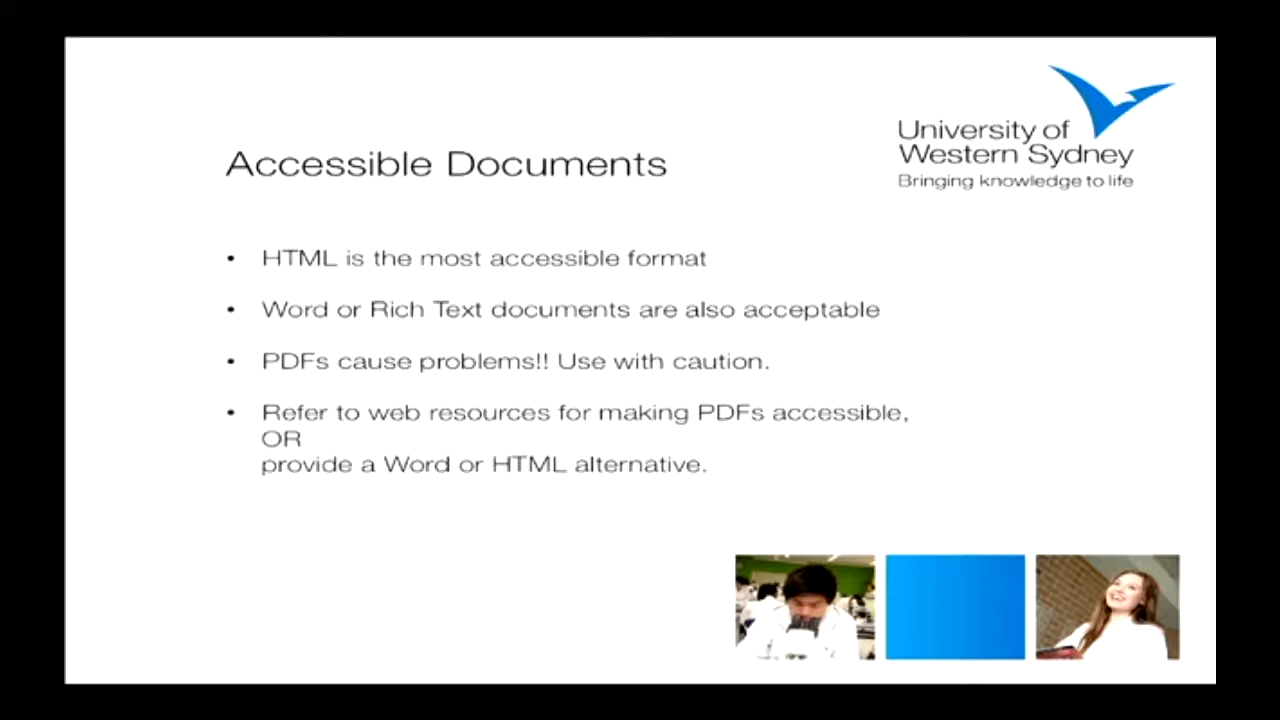 University of
Western Sydney
Bringing knowledge to life
Accessible Documents
• HTML is the most accessible format
• Word or Rich Text documents are also acceptable
• PDFs cause problems!! Use with caution.
• Refer to web resources for making PDFs accessible,
OR
provide a Word or HTML alternative.